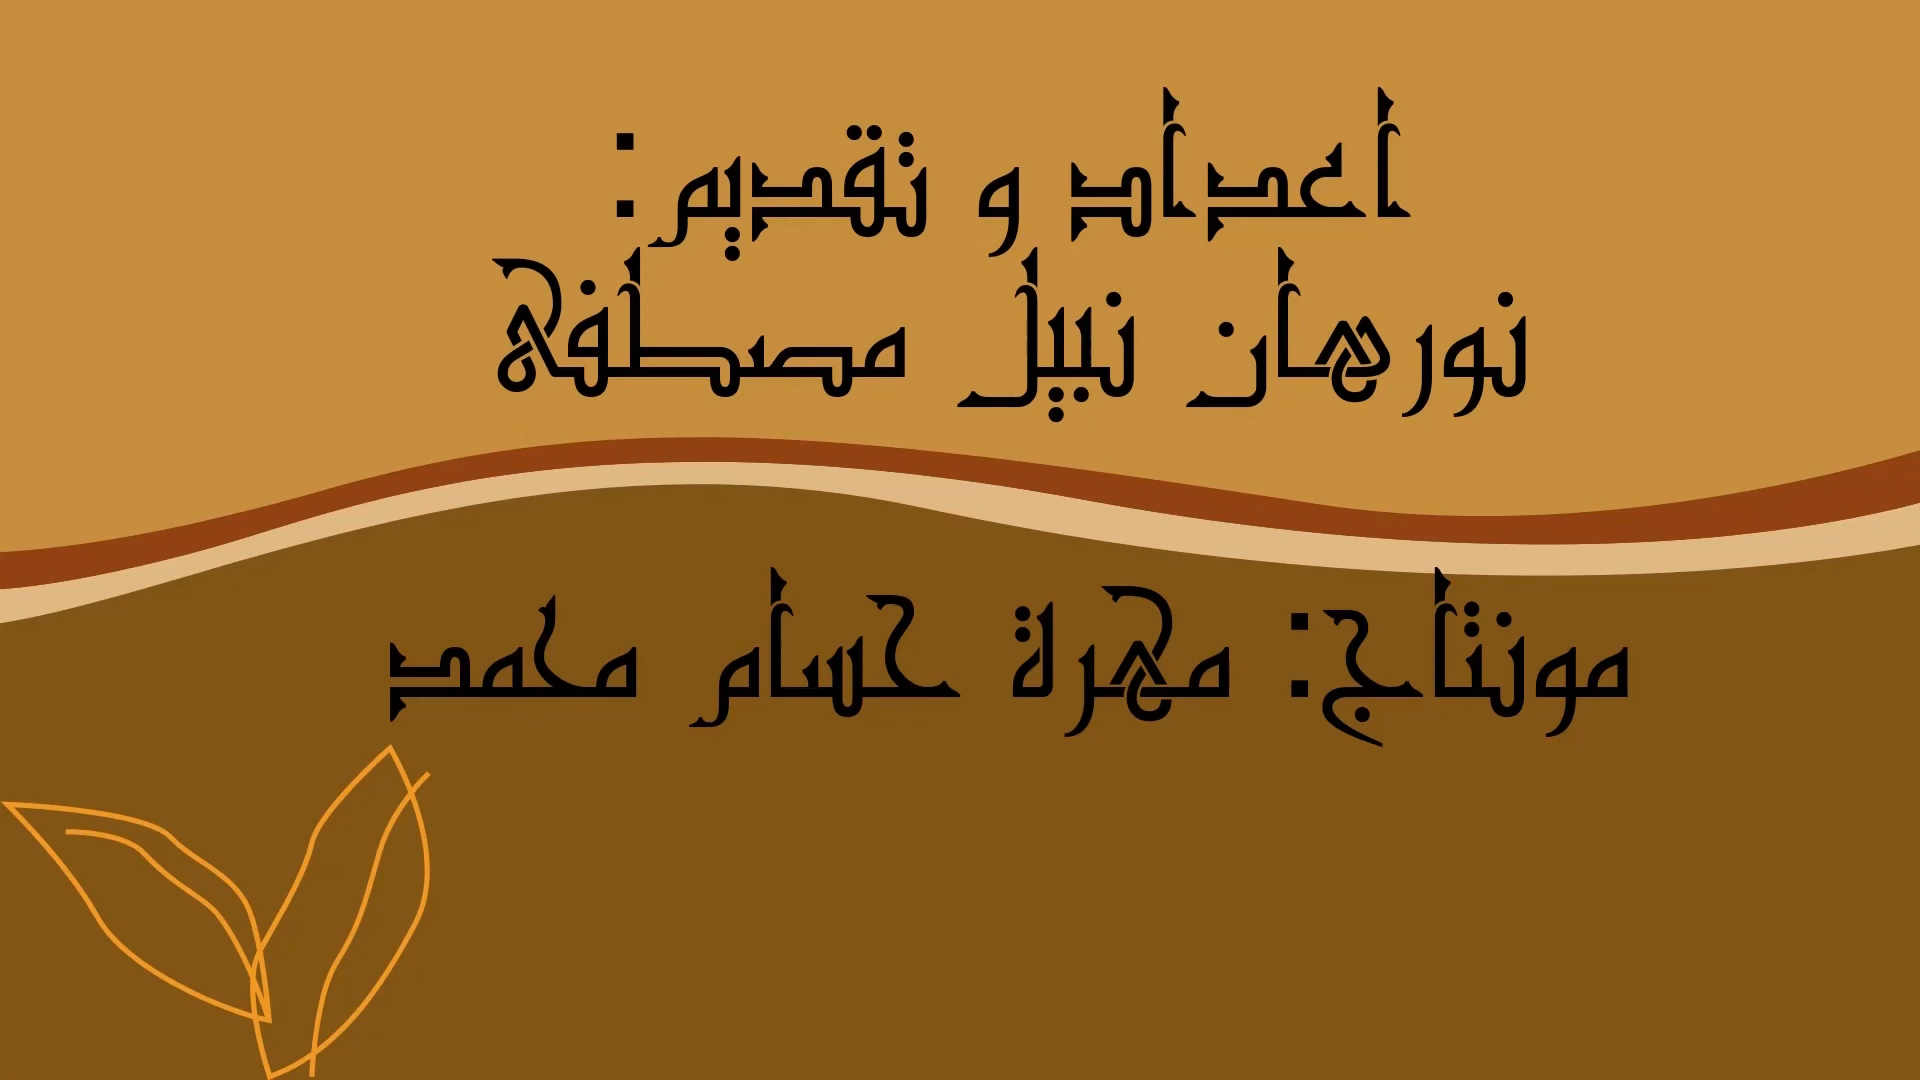 اعداد و تقديم:
نورهان نبيل مصطفى
مونتاج: مهرة حسام محمد